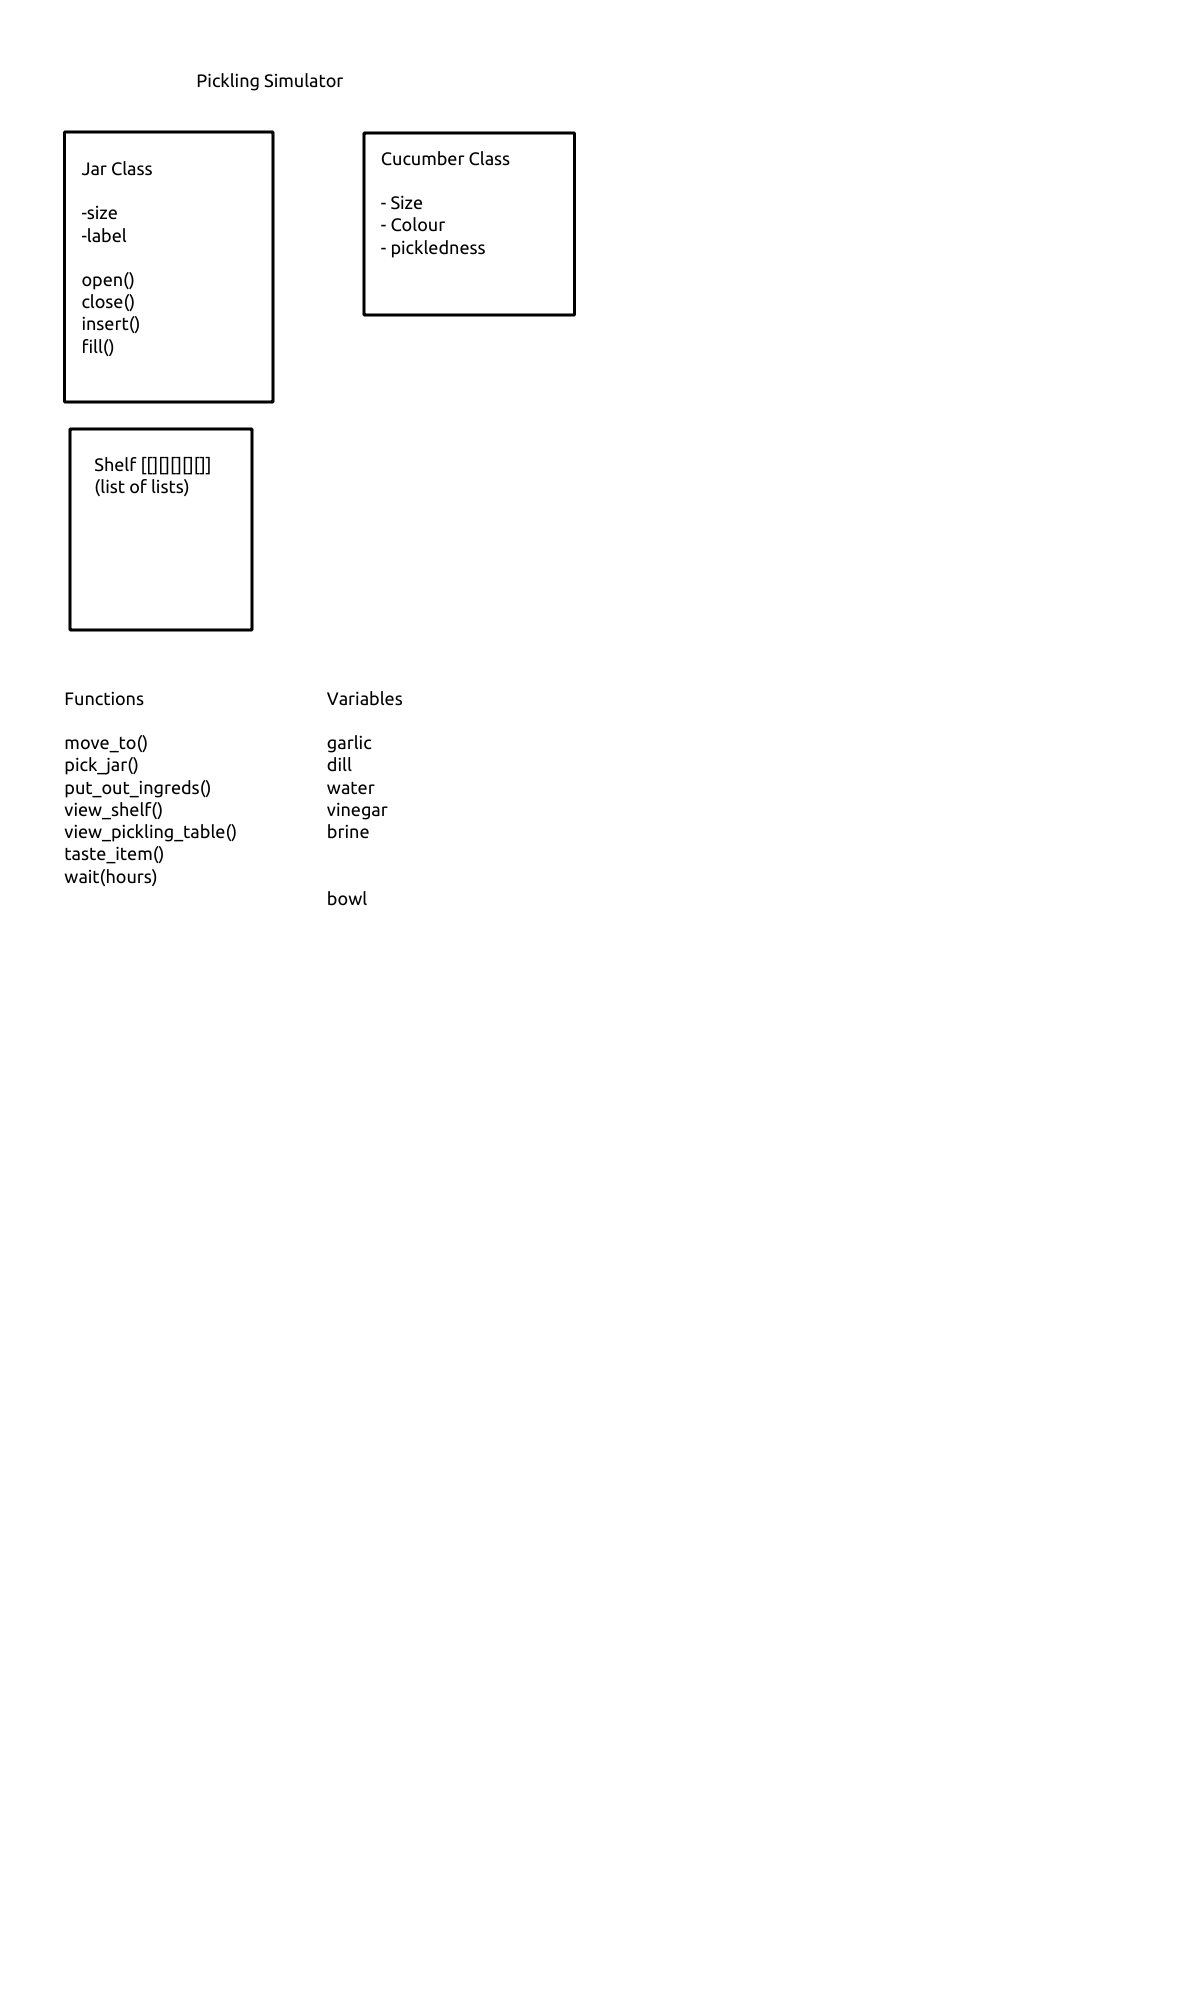 Pickling Simulator
Jar Class
-size
-label
open()
close()
insert()
fill()
Cucumber Class
- Size
- Colour
- pickledness
Shelf [[][][][][]]
(list of lists)
Functions
move_to()
pick_jar()
put_out_ingreds()
view_shelf()
view_pickling_table()
taste_item()
wait(hours)
Variables
garlic
dill
water
vinegar
brine
bowl